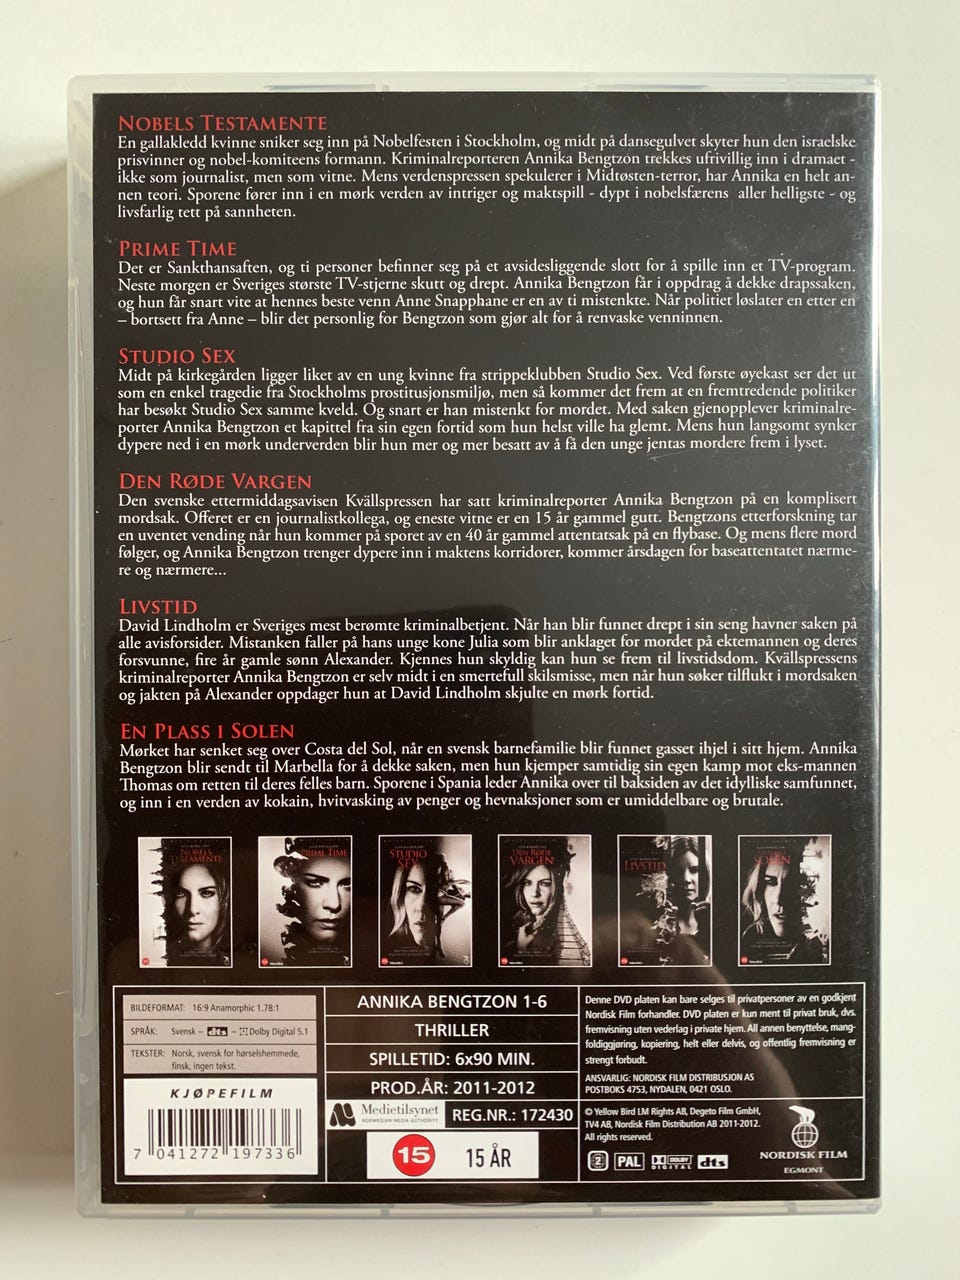 NOBELS TESTAMENTE
En gallakledd kvinne sniker seg inn på Nobelfesten i Stockholm, og midt på dansegulvet skyter hun den israelske
prisvinner og nobel-komiteens formann. Kriminalreporteren Annika Bengtzon trekkes ufrivillig inn i dramaet -
ikke som journalist, men som vitne. Mens verdenspressen spekulerer i Midtøsten-terror, har Annika en helt an-
nen teori. Sporene fører inn i en mørk verden av intriger og maktspill - dypt i nobelsfærens aller helligste - og
livsfarlig tett på sannheten.
PRIME TIME
Det er Sankthansaften, og ti personer befinner seg på et avsidesliggende slott for å spille inn et TV-program.
Neste morgen er Sveriges største TV-stjerne skutt og drept. Annika Bengtzon får i oppdrag å dekke drapssaken,
og hun får snart vite at hennes beste venn Anne Snapphane er en av ti mistenkte. Når politiet løslater en etter en
– bortsett fra Anne – blir det personlig for Bengtzon som gjør alt for å renvaske venninnen.
STUDIO SEX
Midt på kirkegården ligger liket av en ung kvinne fra strippeklubben Studio Sex. Ved første øyekast ser det ut
som en enkel tragedie fra Stockholms prostitusjonsmiljø, men så kommer det frem at en fremtredende politiker
har besøkt Studio Sex samme kveld. Og snart er han mistenkt for mordet. Med saken gjenopplever kriminalre-
porter Annika Bengtzon et kapittel fra sin egen fortid som hun helst ville ha glemt. Mens hun langsomt synker
dypere ned i en mørk underverden blir hun mer og mer besatt av å få den unge jentas mordere frem i lyset.
DEN RØDE VARGEN
Den svenske ettermiddagsavisen Kvällspressen har satt kriminalreporter Annika Bengtzon på en komplisert
mordsak. Offeret er en journalistkollega, og eneste vitne er en 15 år gammel gutt. Bengtzons etterforskning tar
en uventet vending når hun kommer på sporet av en 40 år gammel attentatsak på en flybase. Og mens flere mord
følger, og Annika Bengtzon trenger dypere inn i maktens korridorer, kommer årsdagen for baseattentatet nærme-
re og nærmere...
LIVSTID
David Lindholm er Sveriges mest berømte kriminalbetjent. Når han blir funnet drept i sin seng havner saken på
alle avisforsider. Mistanken faller på hans unge kone Julia som blir anklaget for mordet på ektemannen og deres
forsvunne, fire år gamle sønn Alexander. Kjennes hun skyldig kan hun se frem til livstidsdom. Kvällspressens
kriminalreporter Annika Bengtzon er selv midt i en smertefull skilsmisse, men når hun søker tilflukt i mordsaken
og jakten på Alexander oppdager hun at David Lindholm skjulte en mørk fortid.
EN PLASS I SOLEN
Mørket har senket seg over Costa del Sol, når en svensk barnefamilie blir funnet gasset ihjel i sitt hjem. Annika
Bengtzon blir sendt til Marbella for å dekke saken, men hun kjemper samtidig sin egen kamp mot eks-mannen
Thomas om retten til deres felles barn. Sporene i Spania leder Annika over til baksiden av det idylliske samfunnet,
og inn i en verden av kokain, hvitvasking av penger og hevnaksjoner som er umiddelbare og brutale.
NOBELS
TESTAMENTE
PRIME TIME
STUDIO
SEX
DEN RØDE
VARGEN
LIVSTID
SOLEN
BILDEFORMAT: 16:9 Anamorphic 1.78:1
SPRÅK: Svensk – dts – Dolby Digital 5.1
TEKSTER: Norsk, svensk for hørselshemmede,
finsk, ingen tekst.
KJØPEFILM
7 041272 197336
ANNIKA BENGTZON 1-6
THRILLER
SPILLETID: 6x90 MIN.
PROD.ÅR: 2011-2012
Medietilsynet
NORWEGIAN MEDIA AUTHORITY
REG.NR.: 172430
15 15 ÅR
Denne DVD platen kan bare selges til privatpersoner av en godkjent
Nordisk Film forhandler. DVD platen er kun ment til privat bruk, dvs.
fremvisning uten vederlag i private hjem. All annen benyttelse, mang-
foldiggjøring, kopiering, helt eller delvis, og offentlig fremvisning er
strengt forbudt.
ANSVARLIG: NORDISK FILM DISTRIBUSJON AS
POSTBOKS 4753, NYDALEN, 0421 OSLO.
© Yellow Bird LM Rights AB, Degeto Film GmbH,
TV4 AB, Nordisk Film Distribution AB 2011-2012.
All rights reserved.
2 PAL DOLBY DIGITAL dts
NORDISK FILM
EGMONT